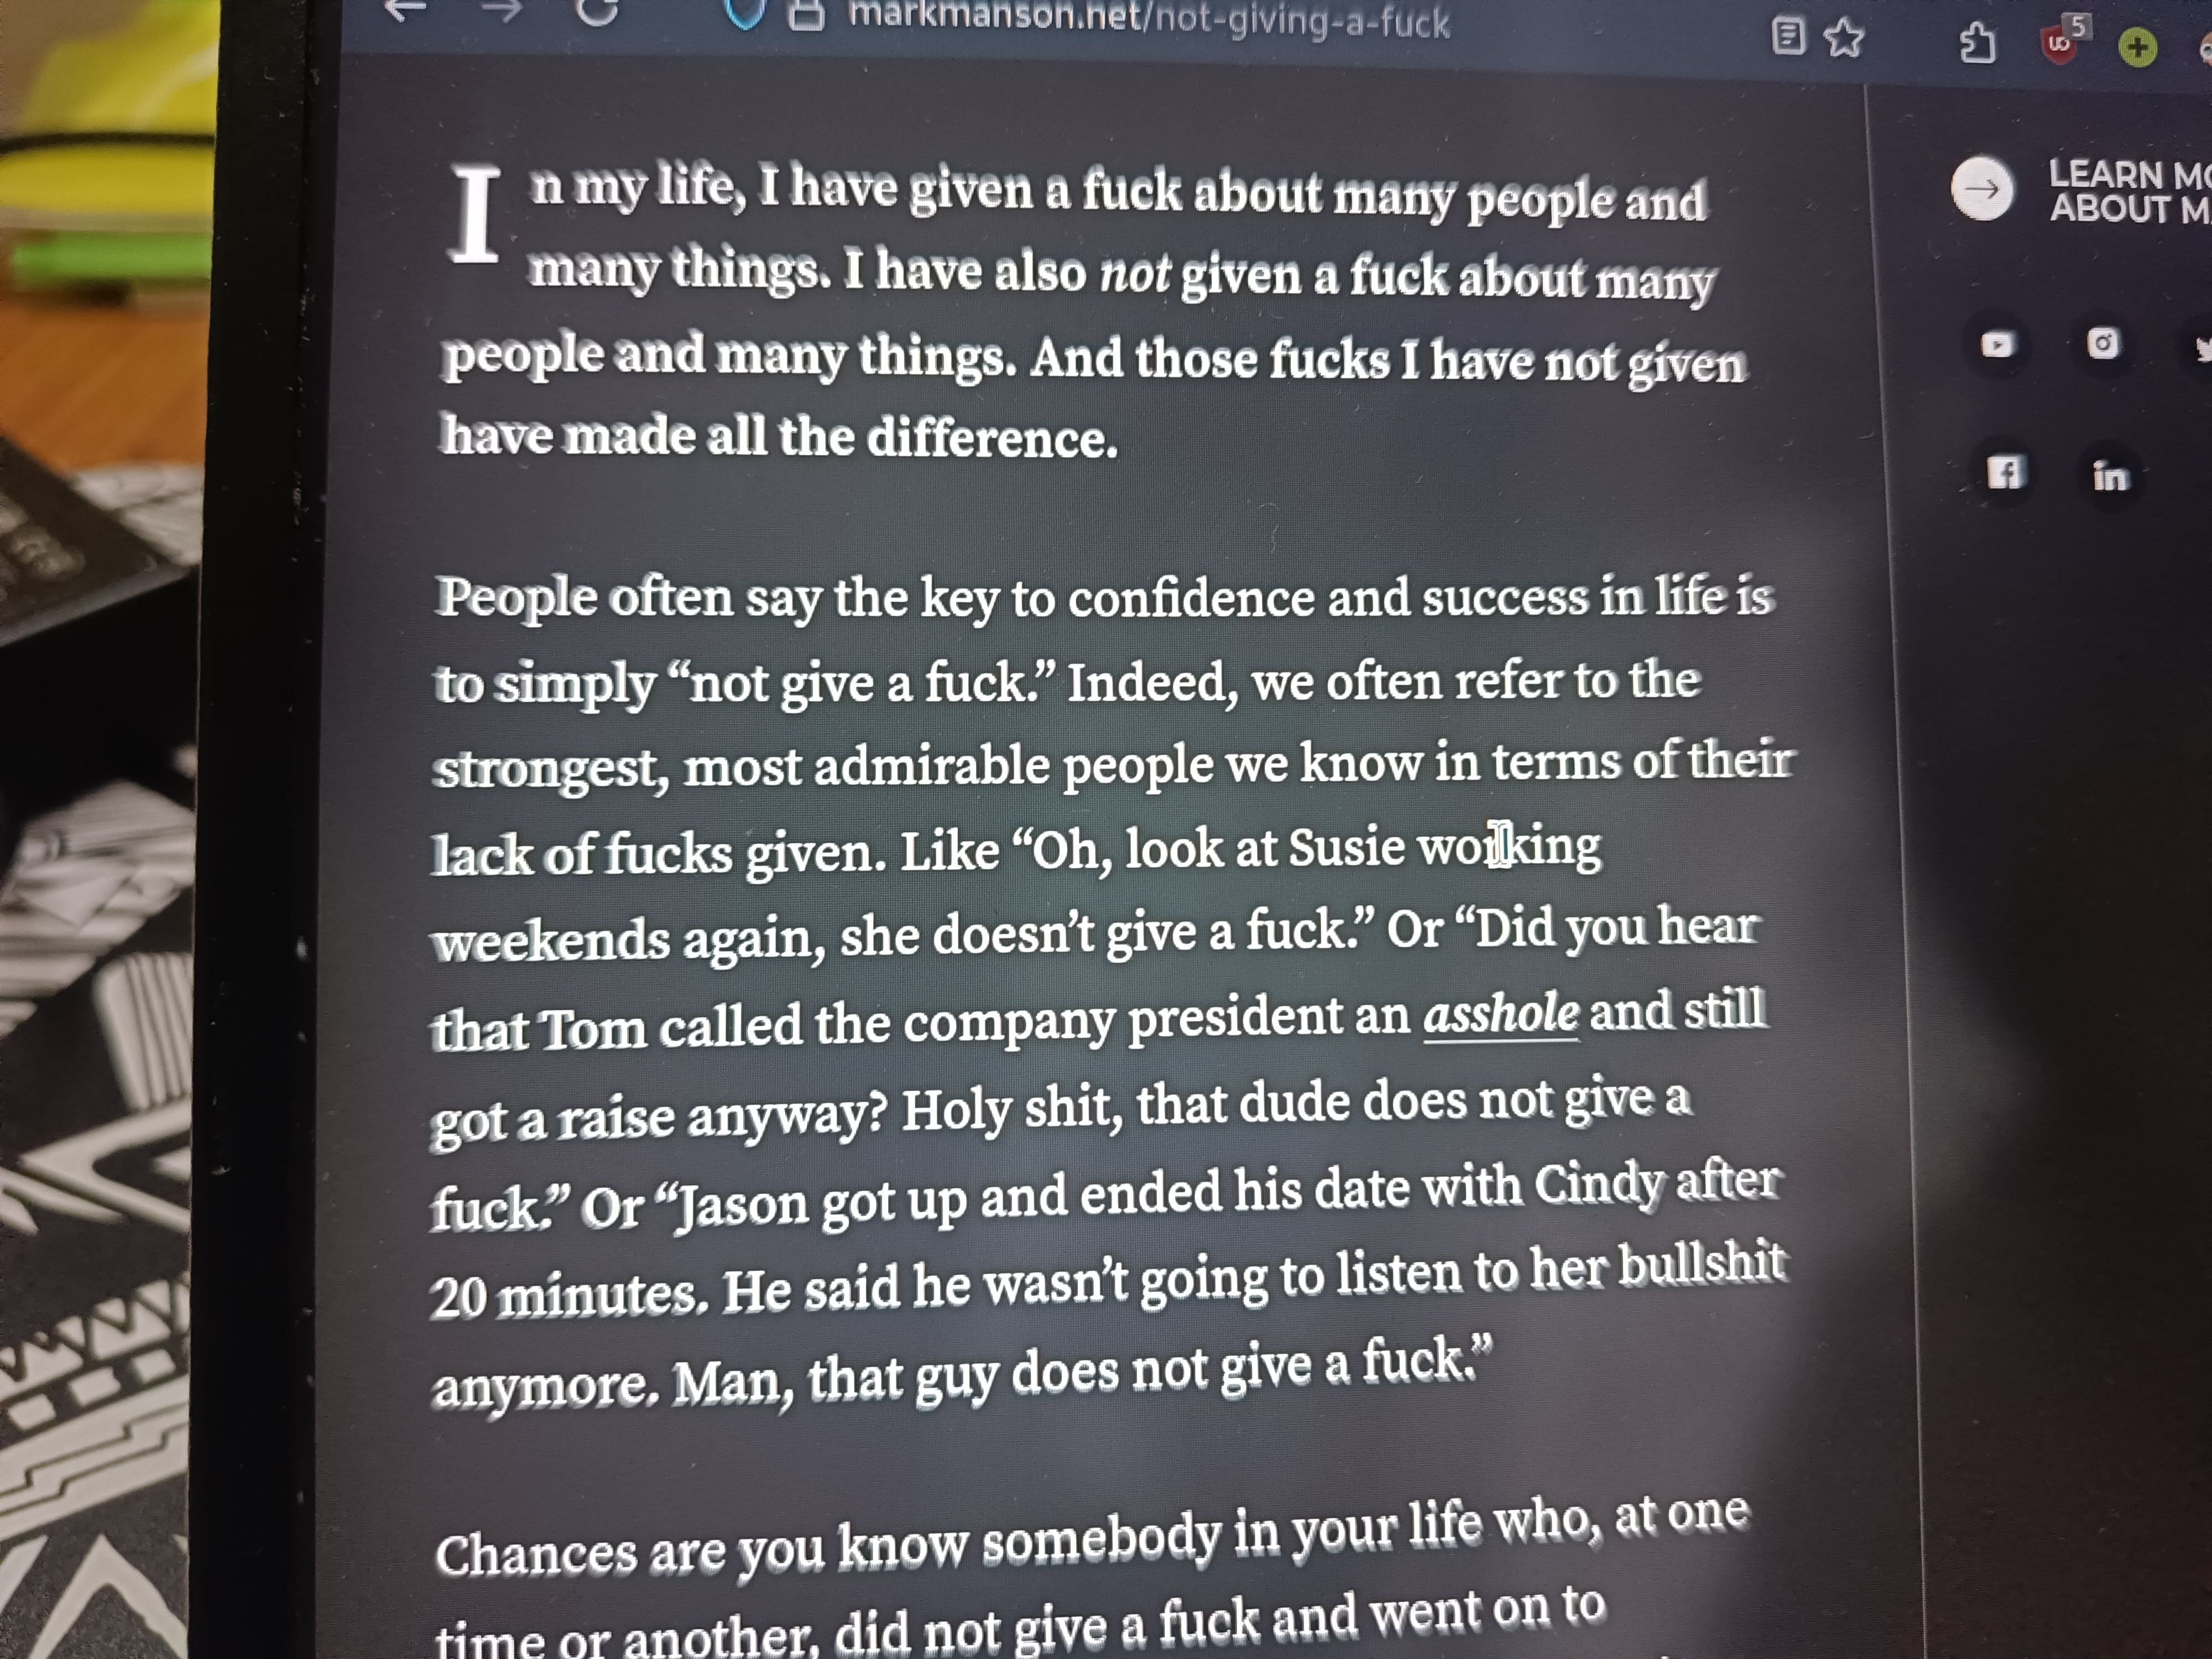 markmanson.net/not-giving-a-fuck
5
In my life, I have given a fuck about many people and
many things. I have also not given a fuck about many
people and many things. And those fucks I have not given
have made all the difference.
People often say the key to confidence and success in life is
to simply “not give a fuck.” Indeed, we often refer to the
strongest, most admirable people we know in terms of their
lack of fucks given. Like “Oh, look at Susie working
weekends again, she doesn’t give a fuck.” Or “Did you hear
that Tom called the company president an asshole and still
got a raise anyway? Holy shit, that dude does not give a
fuck.” Or “Jason got up and ended his date with Cindy after
20 minutes. He said he wasn’t going to listen to her bullshit
anymore. Man, that guy does not give a fuck.”
Chances are you know somebody in your life who, at one
time or another, did not give a fuck and went on to
LEARN
ABOUT
in